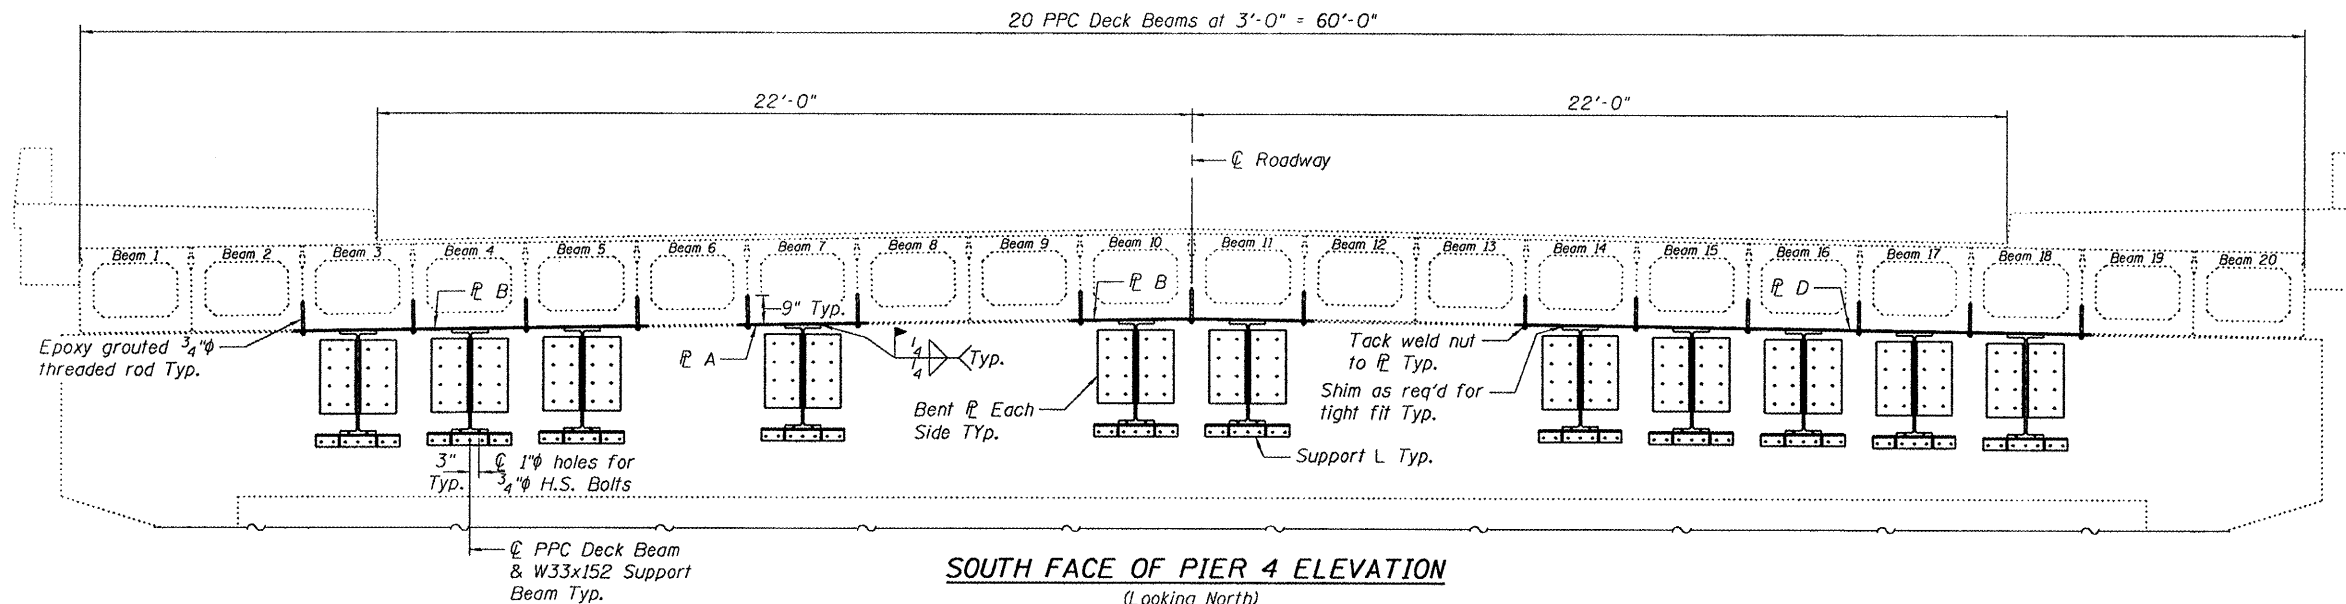 20 PPC Deck Beams at 3'-0" = 60'-0"
22'-0"
22'-0"
℄ Roadway
Beam 1
Beam 2
Beam 3
Beam 4
Beam 5
Beam 6
Beam 7
Beam 8
Beam 9
Beam 10
Beam 11
Beam 12
Beam 13
Beam 14
Beam 15
Beam 16
Beam 17
Beam 18
Beam 19
Beam 20
℄ B
9" Typ.
℄ B
℄ D
Epoxy grouted 3/4"ϕ
threaded rod Typ.
℄ A
1/4
1/4
Typ.
Tack weld nut
to ℄ Typ.
Shim as req'd for
tight fit Typ.
Bent ℄ Each
Side TYp.
Support L Typ.
3"
Typ.
℄ 1"ϕ holes for
3/4"ϕ H.S. Bolts
℄ PPC Deck Beam
& W33x152 Support
Beam Typ.
SOUTH FACE OF PIER 4 ELEVATION
(Looking North)